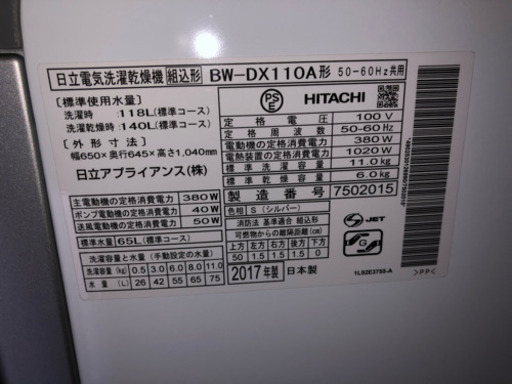 日立電気洗濯乾燥機 組込形 BW-DX110A形 50-60Hz共用
[標準使用水量]
洗濯時 :118L(標準コース)
洗濯乾燥時:140L(標準コース)
[外形寸法]
幅650×奥行645×高さ1,040mm
日立アプライアンス(株)
主電動機の定格消費電力 380W
ポンプ電動機の定格消費電力 40W
送風電動機の定格消費電力 50W
標準水量 65L(標準コース)
洗濯容量と水量 (手動設定の水量)
洗濯容量(kg) 0.5 3.0 6.0 8.0 11.0
水量(L) 26 42 55 65 75
PSE HITACHI
定格電圧 100V
定格周波数 50-60Hz
電動機の定格消費電力 380W
電熱装置の定格消費電力 1020W
標準洗濯容量 11.0kg
標準乾燥容量 6.0kg
製造番号 7502015
色相 S (シルバー)
消防法 基準適合 組込形
可燃物からの離隔距離(cm)
上方 左方 右方 後方 下方
50 1.5 1.5 1.5 0
2017年製 日本製
S JET
1L92E3755-A
>PP<